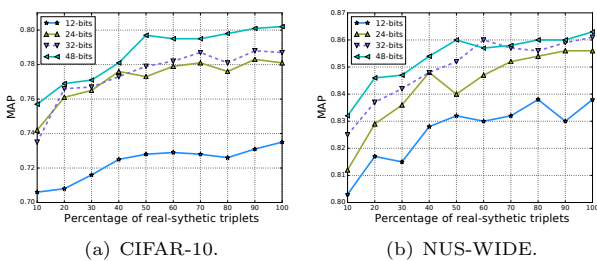 12-bits
24-bits
32-bits
48-bits
MAP
0.80
0.78
0.76
0.74
0.72
0.70
10 20 30 40 50 60 70 80 90 100
Percentage of real-sythetic triplets
(a) CIFAR-10.
12-bits
24-bits
32-bits
48-bits
MAP
0.87
0.86
0.85
0.84
0.83
0.82
0.81
0.80
10 20 30 40 50 60 70 80 90 100
Percentage of real-sythetic triplets
(b) NUS-WIDE.